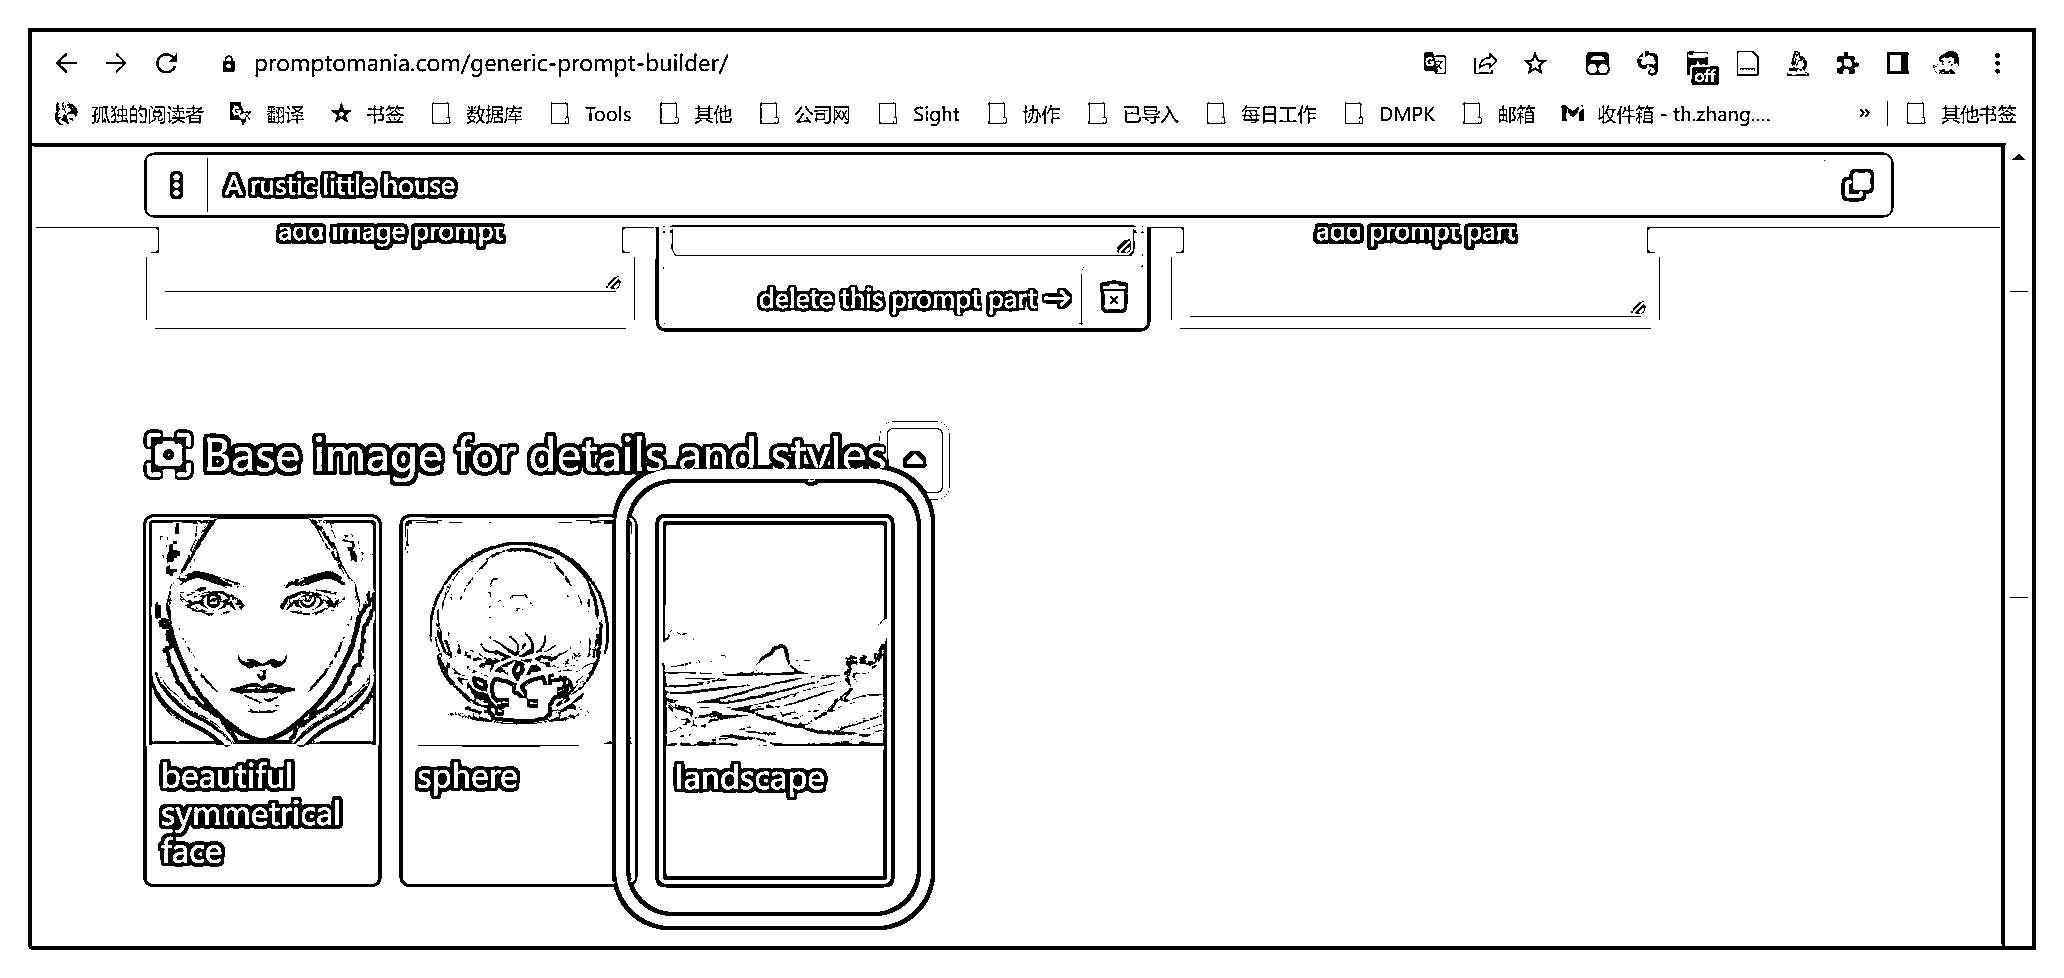 promptomania.com/generic-prompt-builder/
off
孤独的阅读者 翻译 书签 数据库 Tools 其他 公司网 Sight 协作 已导入 每日工作 DMPK 邮箱 收件箱 - th.zhang.... » 其他书签
A rustic little house
add image prompt
add prompt part
delete this prompt part →
Base image for details and styles
beautiful symmetrical face
sphere
landscape